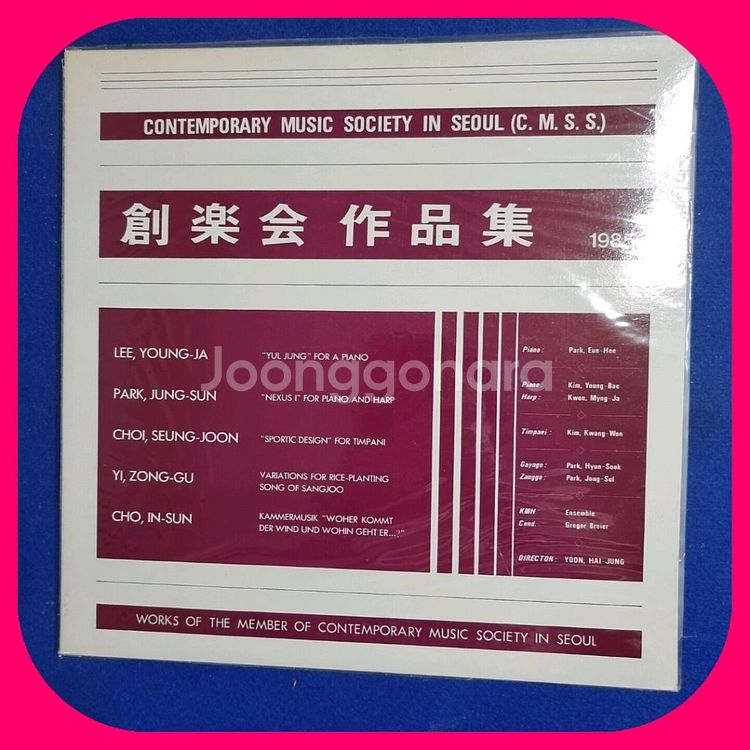 CONTEMPORARY MUSIC SOCIETY IN SEOUL (C. M. S. S.)
創楽会 作品集
LEE, YOUNG-JA "YUL JUNG" FOR A PIANO Piano: Park, Eun-Hee
PARK, JUNG-SUN "NEXUS I" FOR PIANO AND HARP Piano: Kim, Young-Bae
Harp: Kwon, Myng-Ja
CHOI, SEUNG-JOON "SPORTIC DESIGN" FOR TIMPANI Timpani: Kim, Kwang-Won
YI, ZONG-GU VARIATIONS FOR RICE-PLANTING Gayago: Park, Hyun-Sook
SONG OF SANGJOO Zanggo: Park, Jong-Sul
CHO, IN-SUN KAMMERMUSIK "WOHER KOMMT KMH Ensemble
DER WIND UND WOHIN GEHT ER...?" Cond. Gregor Breier
DIRECTOR: YOON, HAI-JUNG
WORKS OF THE MEMBER OF CONTEMPORARY MUSIC SOCIETY IN SEOUL
Joonggonara